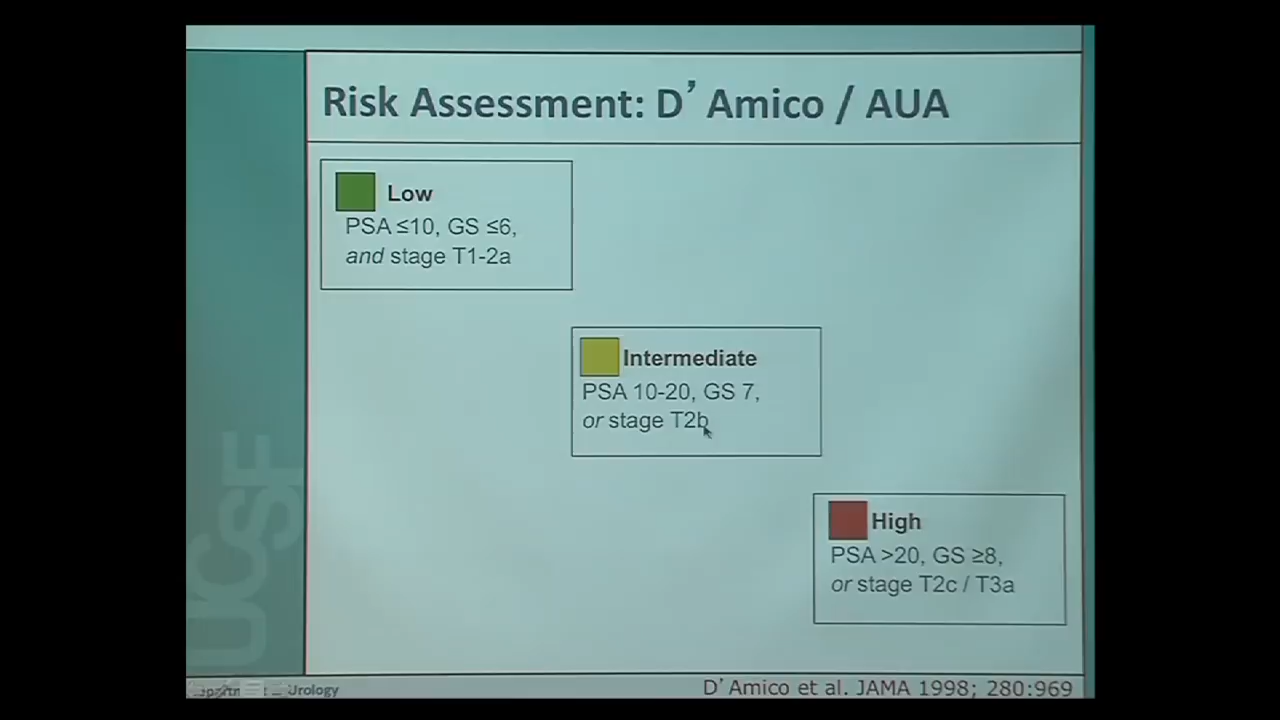 Risk Assessment: D’Amico / AUA
Low
PSA ≤10, GS ≤6,
and stage T1-2a
Intermediate
PSA 10-20, GS 7,
or stage T2b
High
PSA >20, GS ≥8,
or stage T2c / T3a
UCSF
Urology
D’Amico et al. JAMA 1998; 280:969